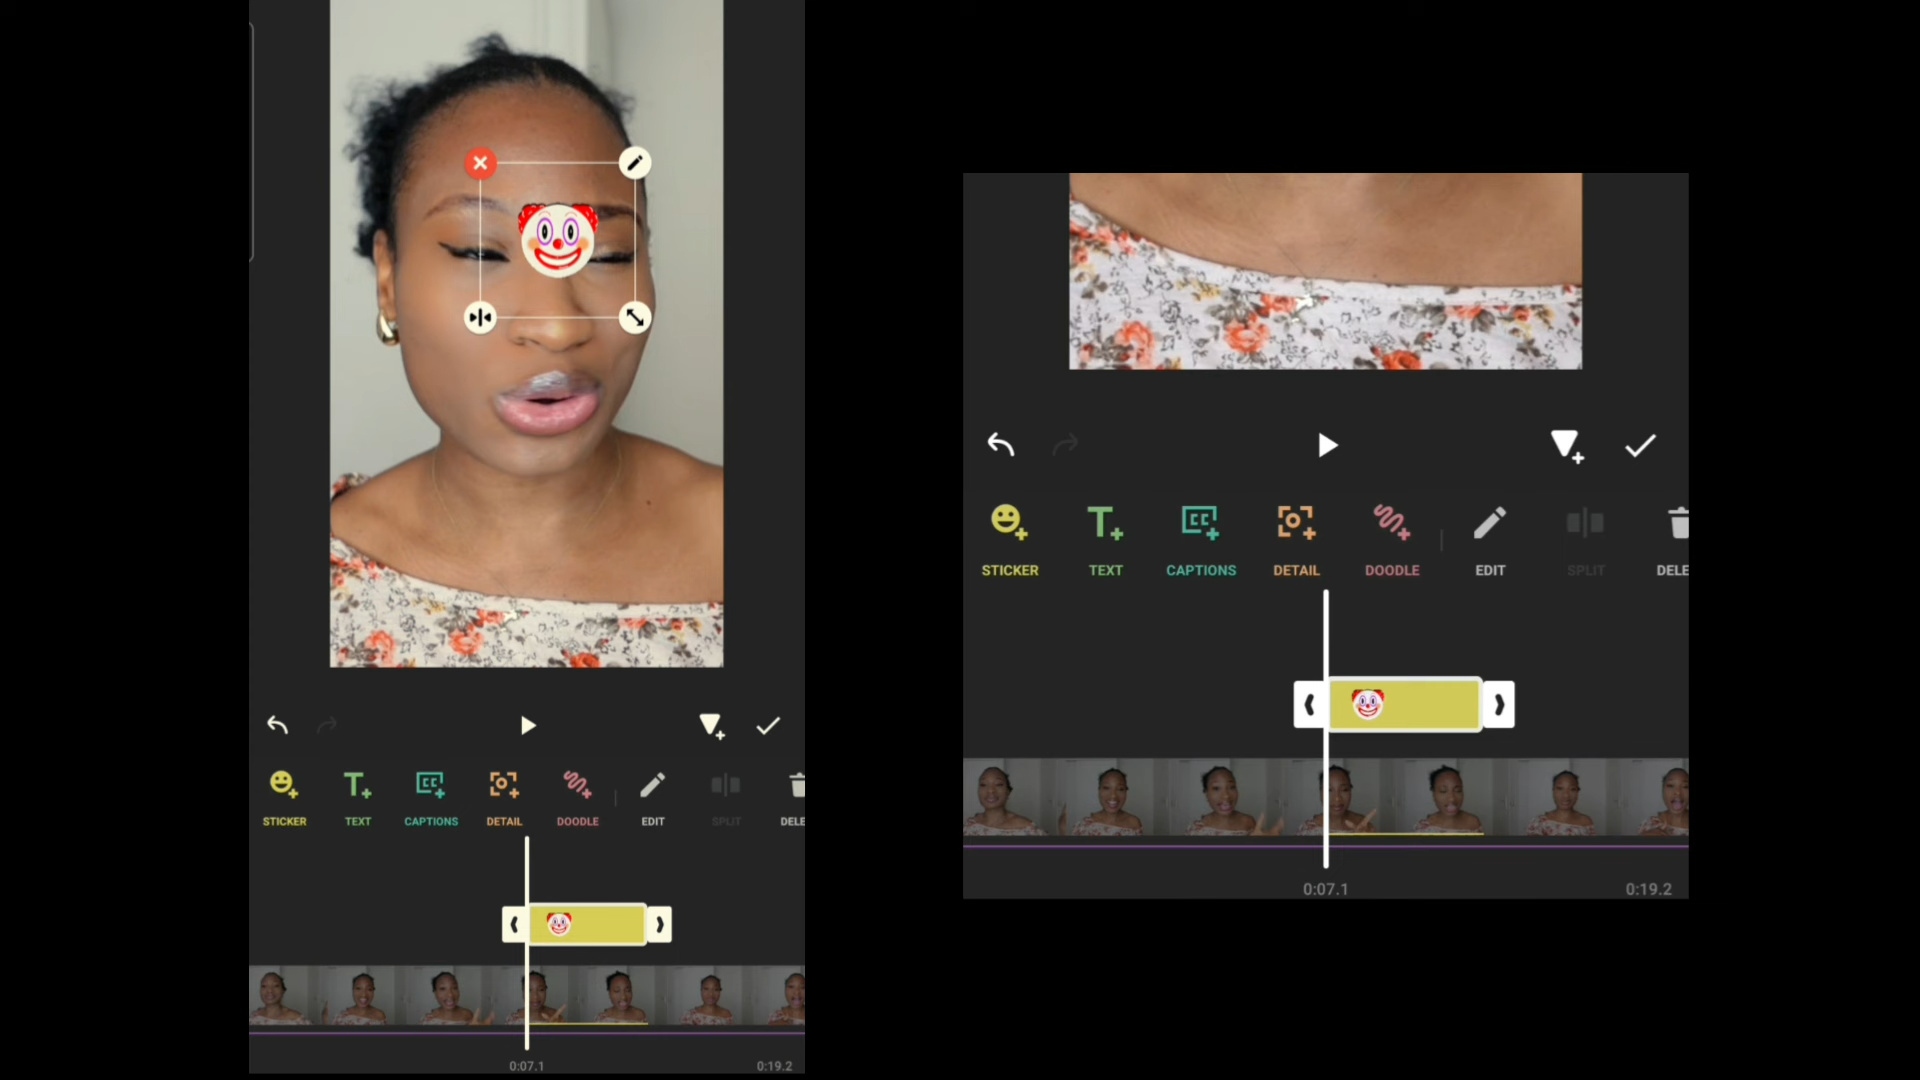 STICKER TEXT CAPTIONS DETAIL DOODLE EDIT SPLIT DELE
0:07.1 0:19.2
STICKER TEXT CAPTIONS DETAIL DOODLE EDIT SPLIT DELE
0:07.1 0:19.2